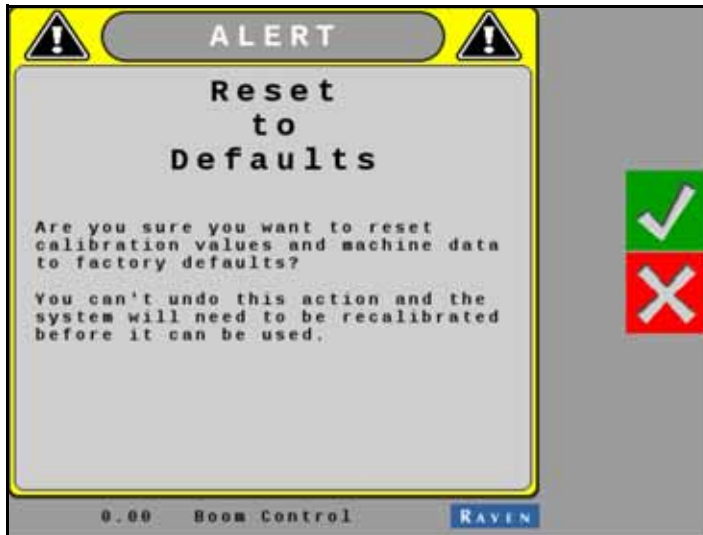 ALERT
Reset
to
Defaults
Are you sure you want to reset
calibration values and machine data
to factory defaults?
You can't undo this action and the
system will need to be recalibrated
before it can be used.
0.00 Boom Control RAVEN